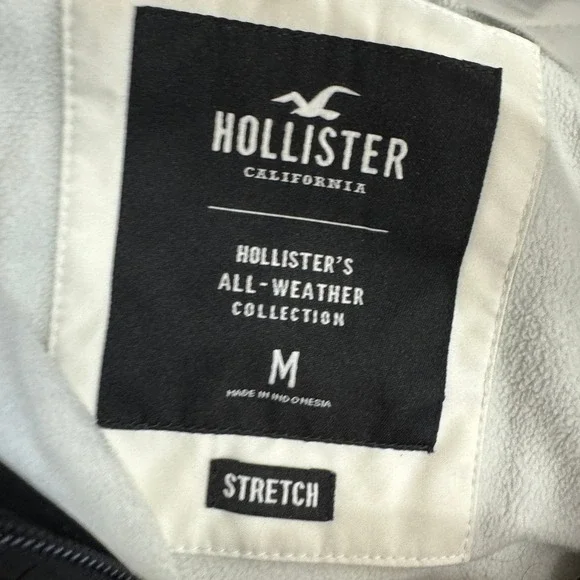 HOLLISTER
CALIFORNIA
HOLLISTER'S
ALL-WEATHER
COLLECTION
M
MADE IN INDONESIA
STRETCH